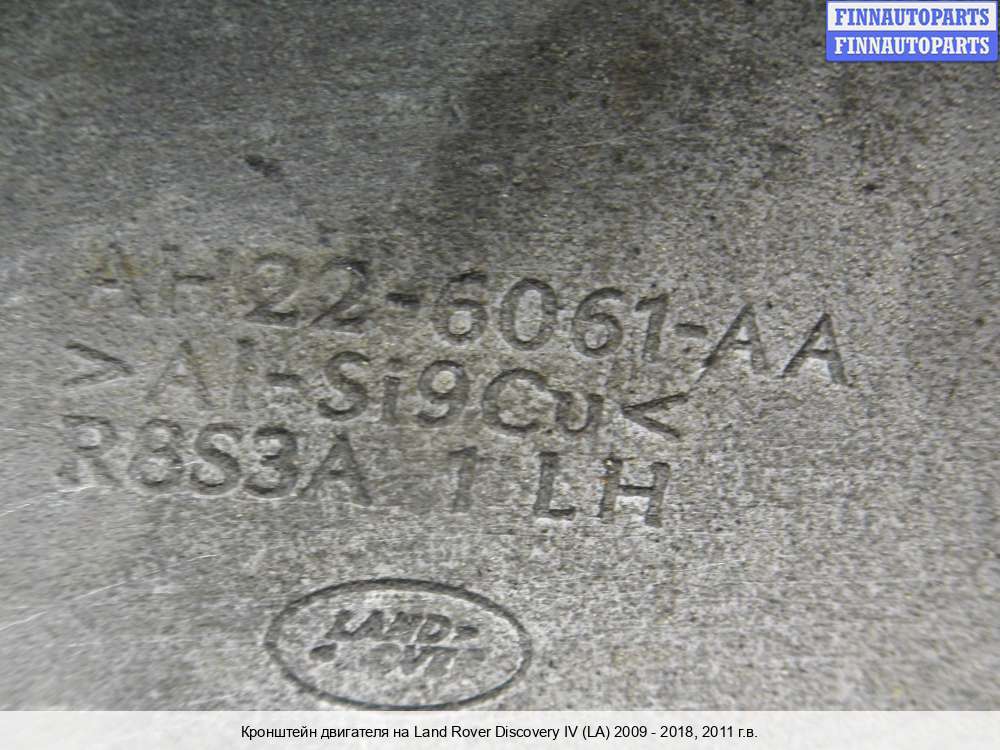 FINNAUTOPARTS
FINNAUTOPARTS
AH22-6061-AA
>Al-Si9Cu<
R8S3A 1 LH
LAND-
Кронштейн двигателя на Land Rover Discovery IV (LA) 2009 - 2018, 2011 г.в.